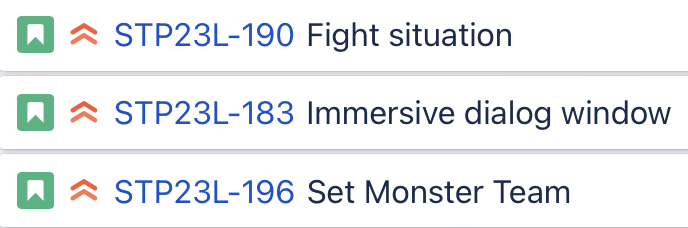 STP23L-190 Fight situation
STP23L-183 Immersive dialog window
STP23L-196 Set Monster Team